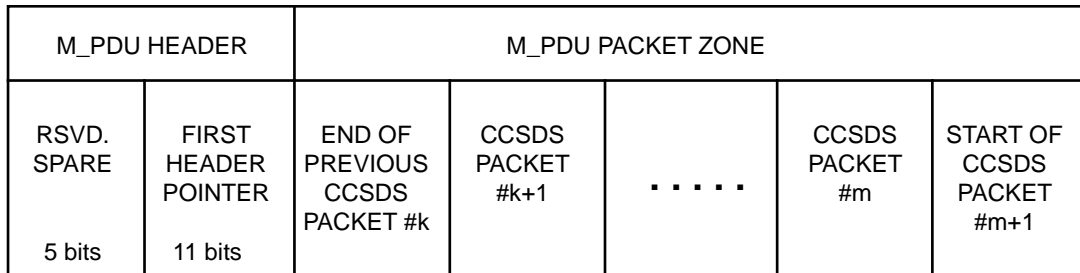 M_PDU HEADER
M_PDU PACKET ZONE
RSVD.
SPARE
5 bits
FIRST
HEADER
POINTER
11 bits
END OF
PREVIOUS
CCSDS
PACKET #k
CCSDS
PACKET
#k+1
. . . . .
CCSDS
PACKET
#m
START OF
CCSDS
PACKET
#m+1